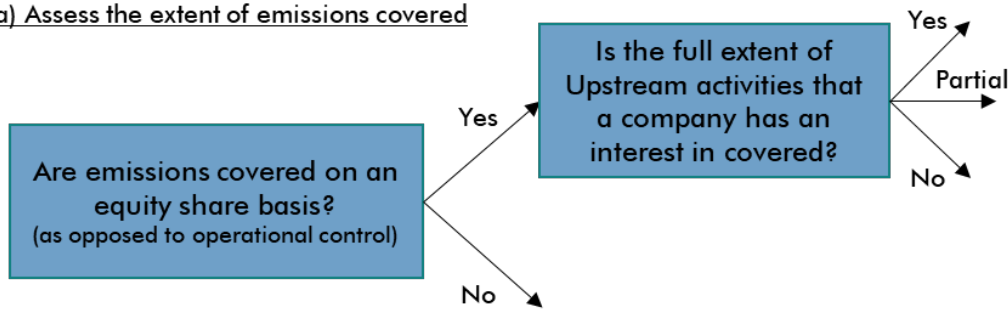 a) Assess the extent of emissions covered
Yes
Is the full extent of
Upstream activities that
a company has an
interest in covered?
Partial
No
Yes
Are emissions covered on an
equity share basis?
(as opposed to operational control)
No